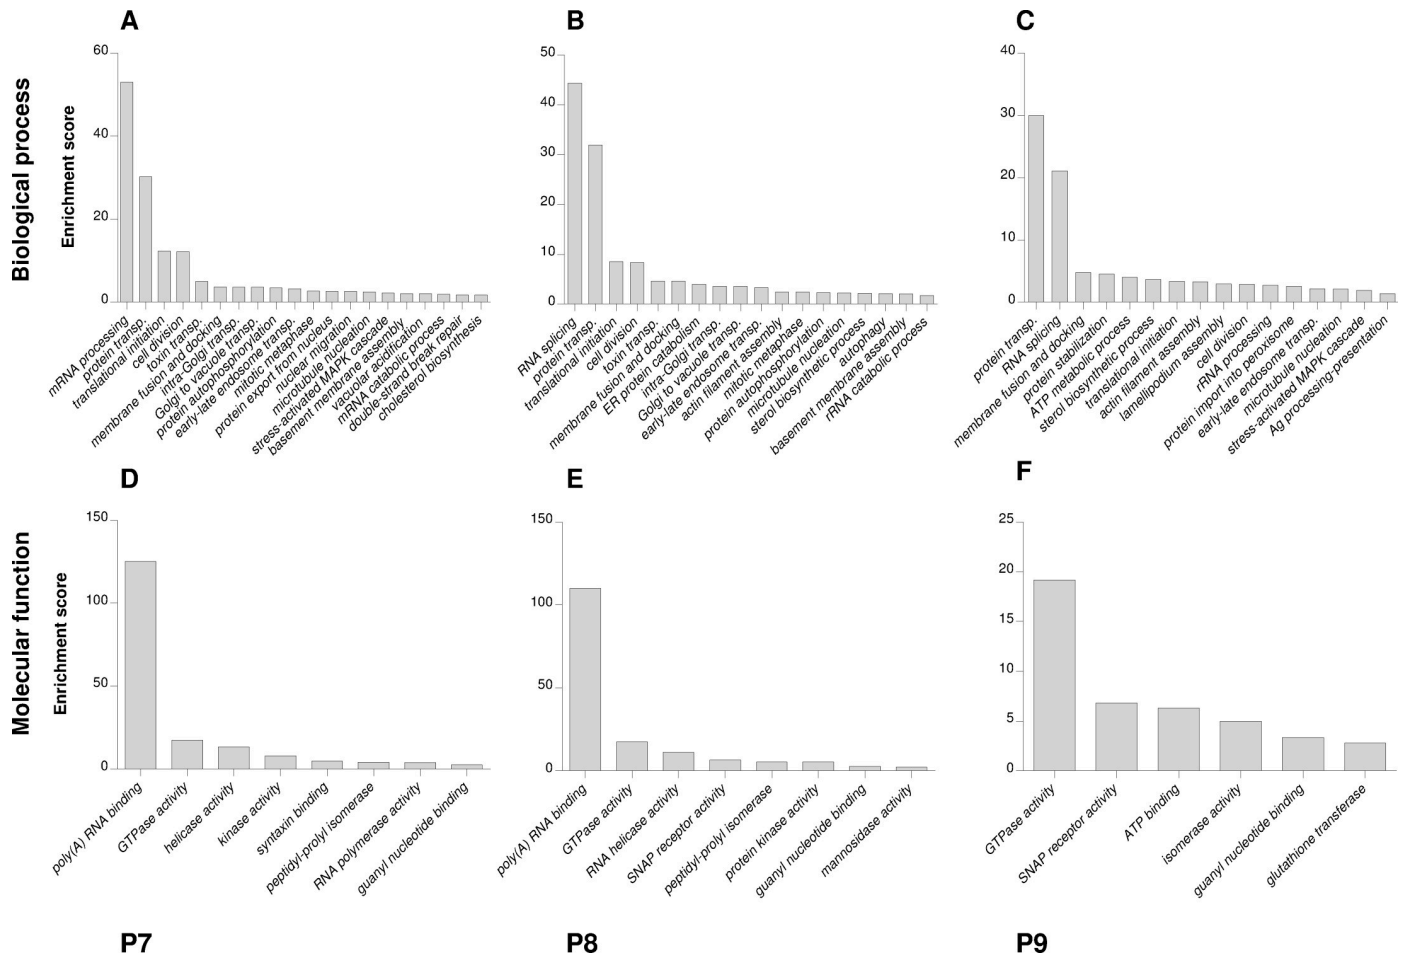 A
B
C
Biological process
Enrichment score
60
40
20
0
mRNA processing
protein transp.
translational initiation
cell division
toxin transp.
membrane fusion and docking
intra-Golgi transp.
Golgi to vacuole transp.
protein autophosphorylation
early-late endosome transp.
mitotic metaphase
protein export from nucleus
nuclear migration
microtubule nucleation
stress-activated MAPK cascade
basement membrane assembly
vacuolar acidification
mRNA catabolic process
double-strand break repair
cholesterol biosynthesis
50
40
30
20
10
0
RNA splicing
protein transp.
translational initiation
cell division
toxin transp.
membrane fusion and docking
ER protein catabolism
intra-Golgi transp.
Golgi to vacuole transp.
early-late endosome transp.
actin filament assembly
mitotic metaphase
protein autophosphorylation
microtubule nucleation
sterol biosynthetic process
autophagy
basement membrane assembly
rRNA catabolic process
40
30
20
10
0
protein transp.
RNA splicing
membrane fusion and docking
protein stabilization
ATP metabolic process
sterol biosynthetic process
translational initiation
actin filament assembly
lamellipodium assembly
cell division
rRNA processing
protein import into peroxisome
early-late endosome transp.
microtubule nucleation
stress-activated MAPK cascade
Ag processing-presentation
D
E
F
Molecular function
Enrichment score
150
100
50
0
poly(A) RNA binding
GTPase activity
helicase activity
kinase activity
syntaxin binding
peptidyl-prolyl isomerase
RNA polymerase activity
guanyl nucleotide binding
150
100
50
0
poly(A) RNA binding
GTPase activity
RNA helicase activity
SNAP receptor activity
peptidyl-prolyl isomerase
protein kinase activity
guanyl nucleotide binding
mannosidase activity
25
20
15
10
5
0
GTPase activity
SNAP receptor activity
ATP binding
isomerase activity
guanyl nucleotide binding
glutathione transferase
P7
P8
P9